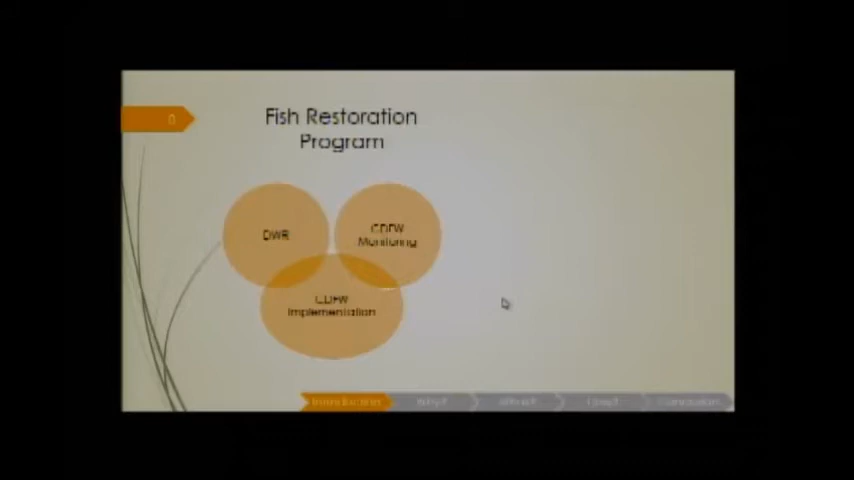 Fish Restoration
Program
DWR
CDFW
Monitoring
CDFW
Implementation
Introduction